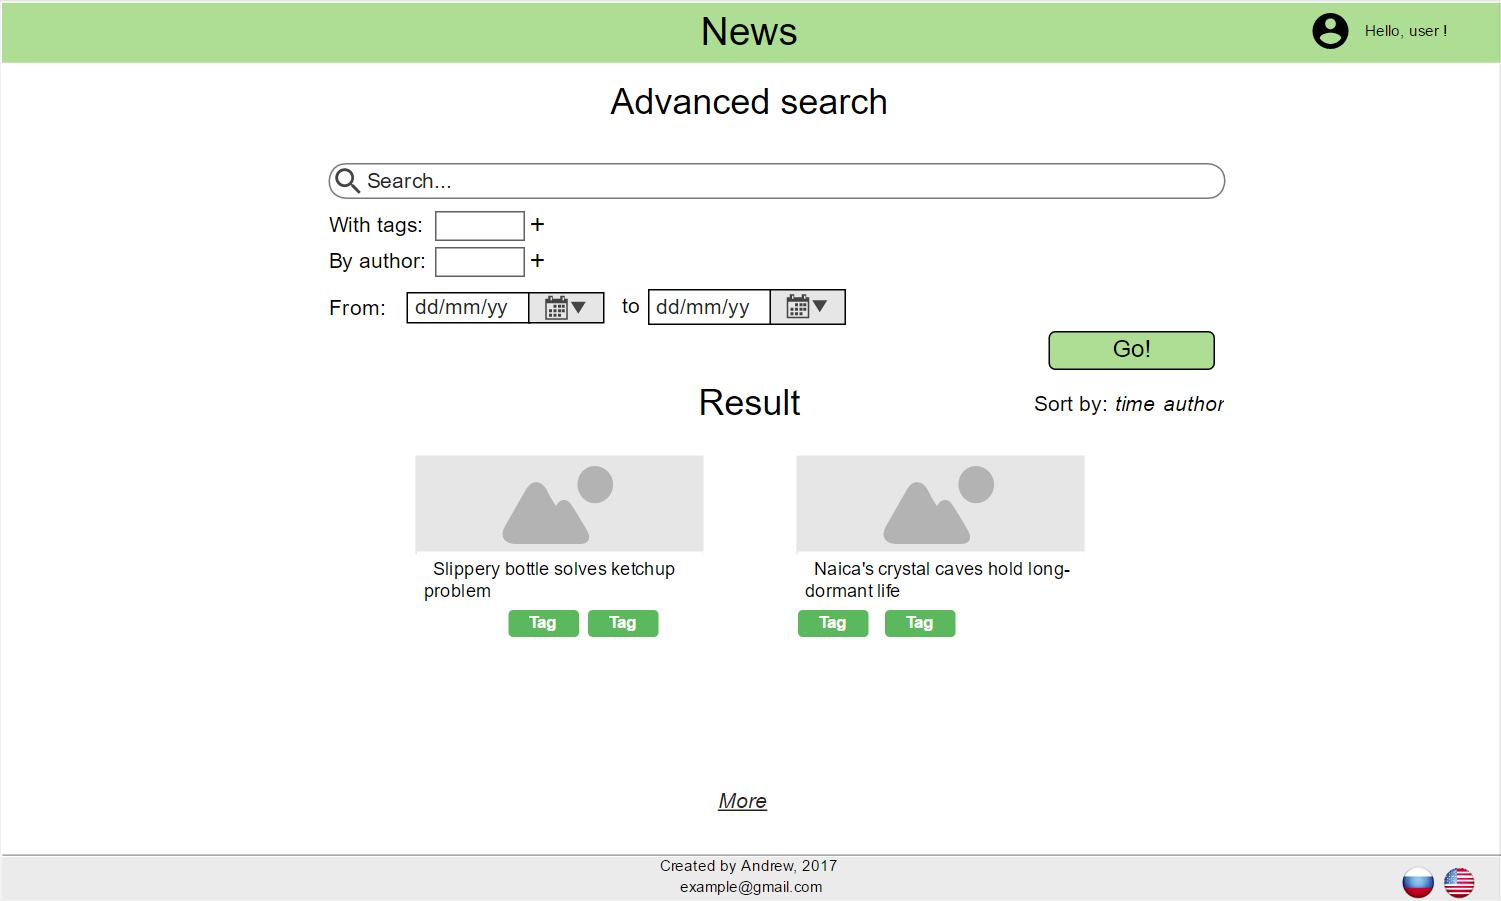 News
Hello, user !
Advanced search
Search...
With tags: +
By author: +
From: dd/mm/yy to dd/mm/yy
Go!
Result
Sort by: time author
Slippery bottle solves ketchup
problem
Tag Tag
Naica's crystal caves hold long-
dormant life
Tag Tag
More
Created by Andrew, 2017
example@gmail.com